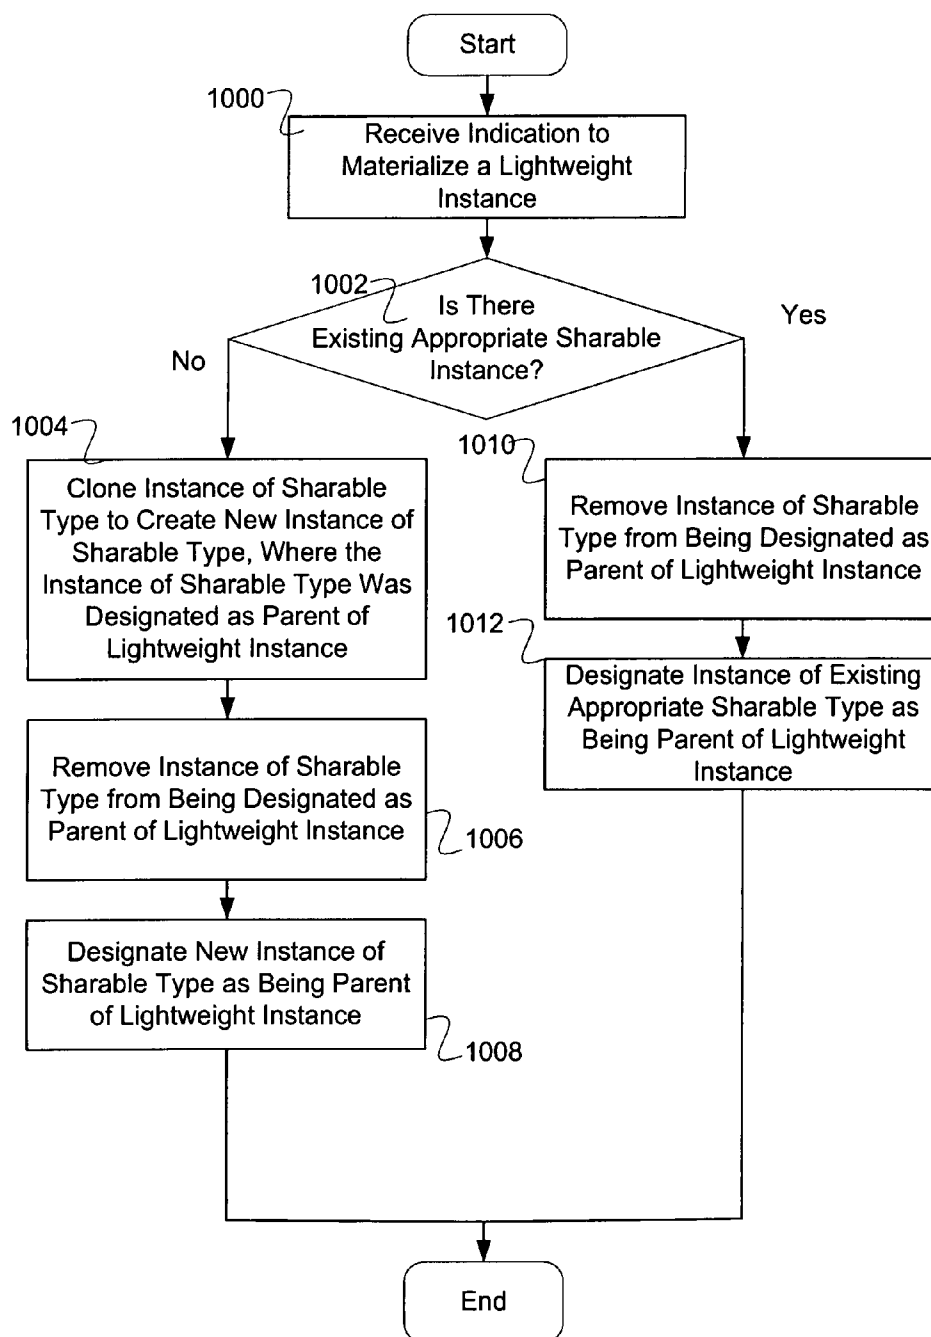 Start
1000
Receive Indication to
Materialize a Lightweight
Instance
1002
Is There
Existing Appropriate Sharable
Instance?
Yes
No
1004
Clone Instance of Sharable
Type to Create New Instance of
Sharable Type, Where the
Instance of Sharable Type Was
Designated as Parent of
Lightweight Instance
1010
Remove Instance of Sharable
Type from Being Designated as
Parent of Lightweight Instance
1012
Designate Instance of Existing
Appropriate Sharable Type as
Being Parent of Lightweight
Instance
Remove Instance of Sharable
Type from Being Designated as
Parent of Lightweight Instance
1006
Designate New Instance of
Sharable Type as Being Parent
of Lightweight Instance
1008
End